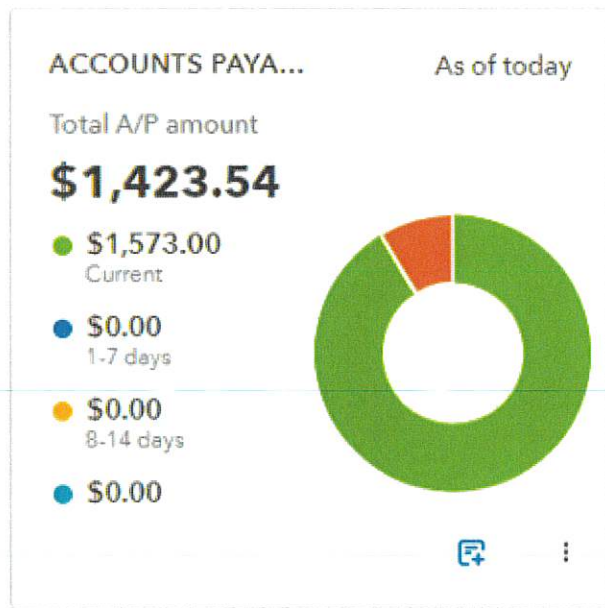 ACCOUNTS PAYA... As of today
Total A/P amount
$1,423.54
$1,573.00
Current
$0.00
1-7 days
$0.00
8-14 days
$0.00